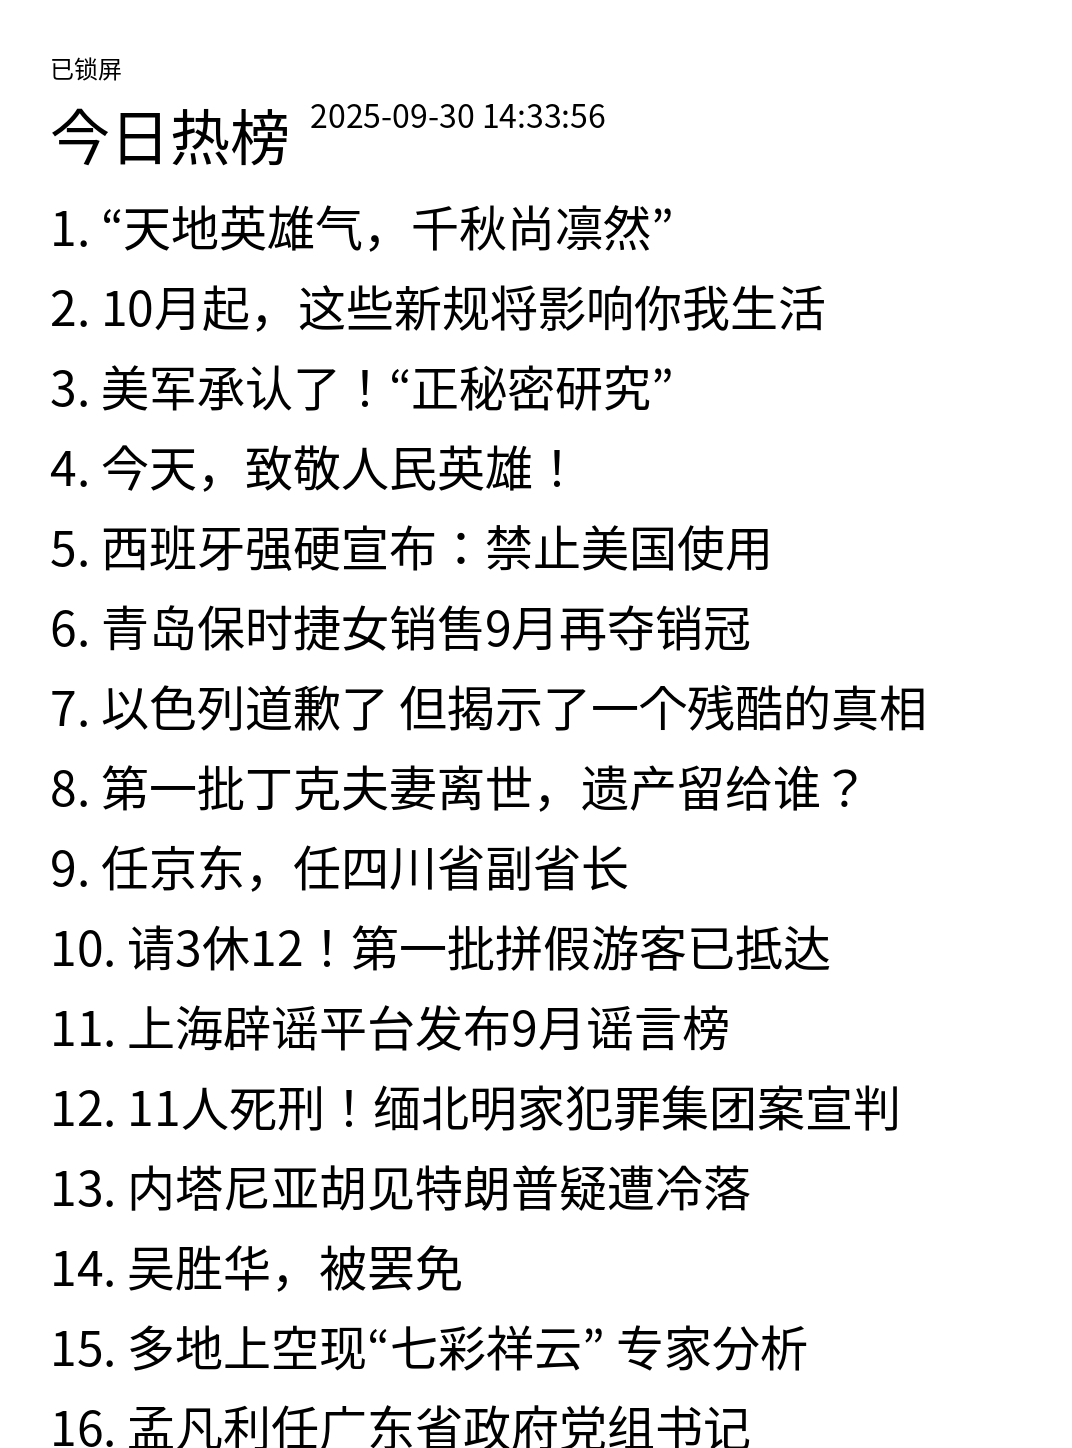 已锁屏
今日热榜 2025-09-30 14:33:56
1. “天地英雄气，千秋尚凛然”
2. 10月起，这些新规将影响你我生活
3. 美军承认了！“正秘密研究”
4. 今天，致敬人民英雄！
5. 西班牙强硬宣布：禁止美国使用
6. 青岛保时捷女销售9月再夺销冠
7. 以色列道歉了 但揭示了一个残酷的真相
8. 第一批丁克夫妻离世，遗产留给谁？
9. 任京东，任四川省副省长
10. 请3休12！第一批拼假游客已抵达
11. 上海辟谣平台发布9月谣言榜
12. 11人死刑！缅北明家犯罪集团案宣判
13. 内塔尼亚胡见特朗普疑遭冷落
14. 吴胜华，被罢免
15. 多地上空现“七彩祥云” 专家分析
16. 孟凡利任广东省政府党组书记